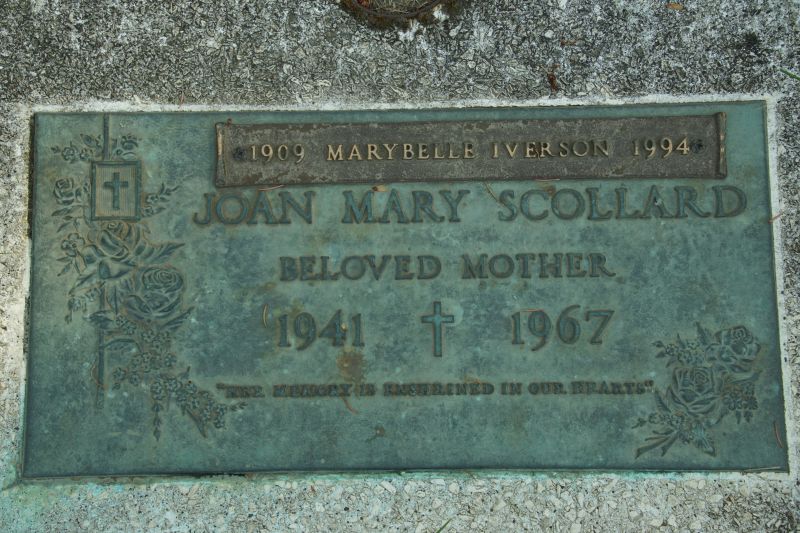 1909 MARYBELLE IVERSON 1994
JOAN MARY SCOLLARD
BELOVED MOTHER
1941 1967
"HER MEMORY IS ENSHRINED IN OUR HEARTS"